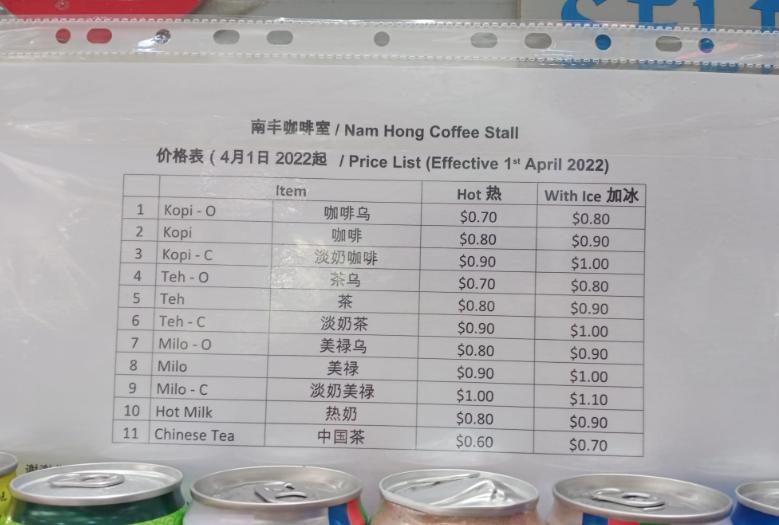 南丰咖啡室 / Nam Hong Coffee Stall
价格表 ( 4月1日 2022起 / Price List (Effective 1st April 2022)
Item Hot 热 With Ice 加冰
1 Kopi - O 咖啡乌 $0.70 $0.80
2 Kopi 咖啡 $0.80 $0.90
3 Kopi - C 淡奶咖啡 $0.90 $1.00
4 Teh - O 茶乌 $0.70 $0.80
5 Teh 茶 $0.80 $0.90
6 Teh - C 淡奶茶 $0.90 $1.00
7 Milo - O 美禄乌 $0.80 $0.90
8 Milo 美禄 $0.90 $1.00
9 Milo - C 淡奶美禄 $1.00 $1.10
10 Hot Milk 热奶 $0.80 $0.90
11 Chinese Tea 中国茶 $0.60 $0.70